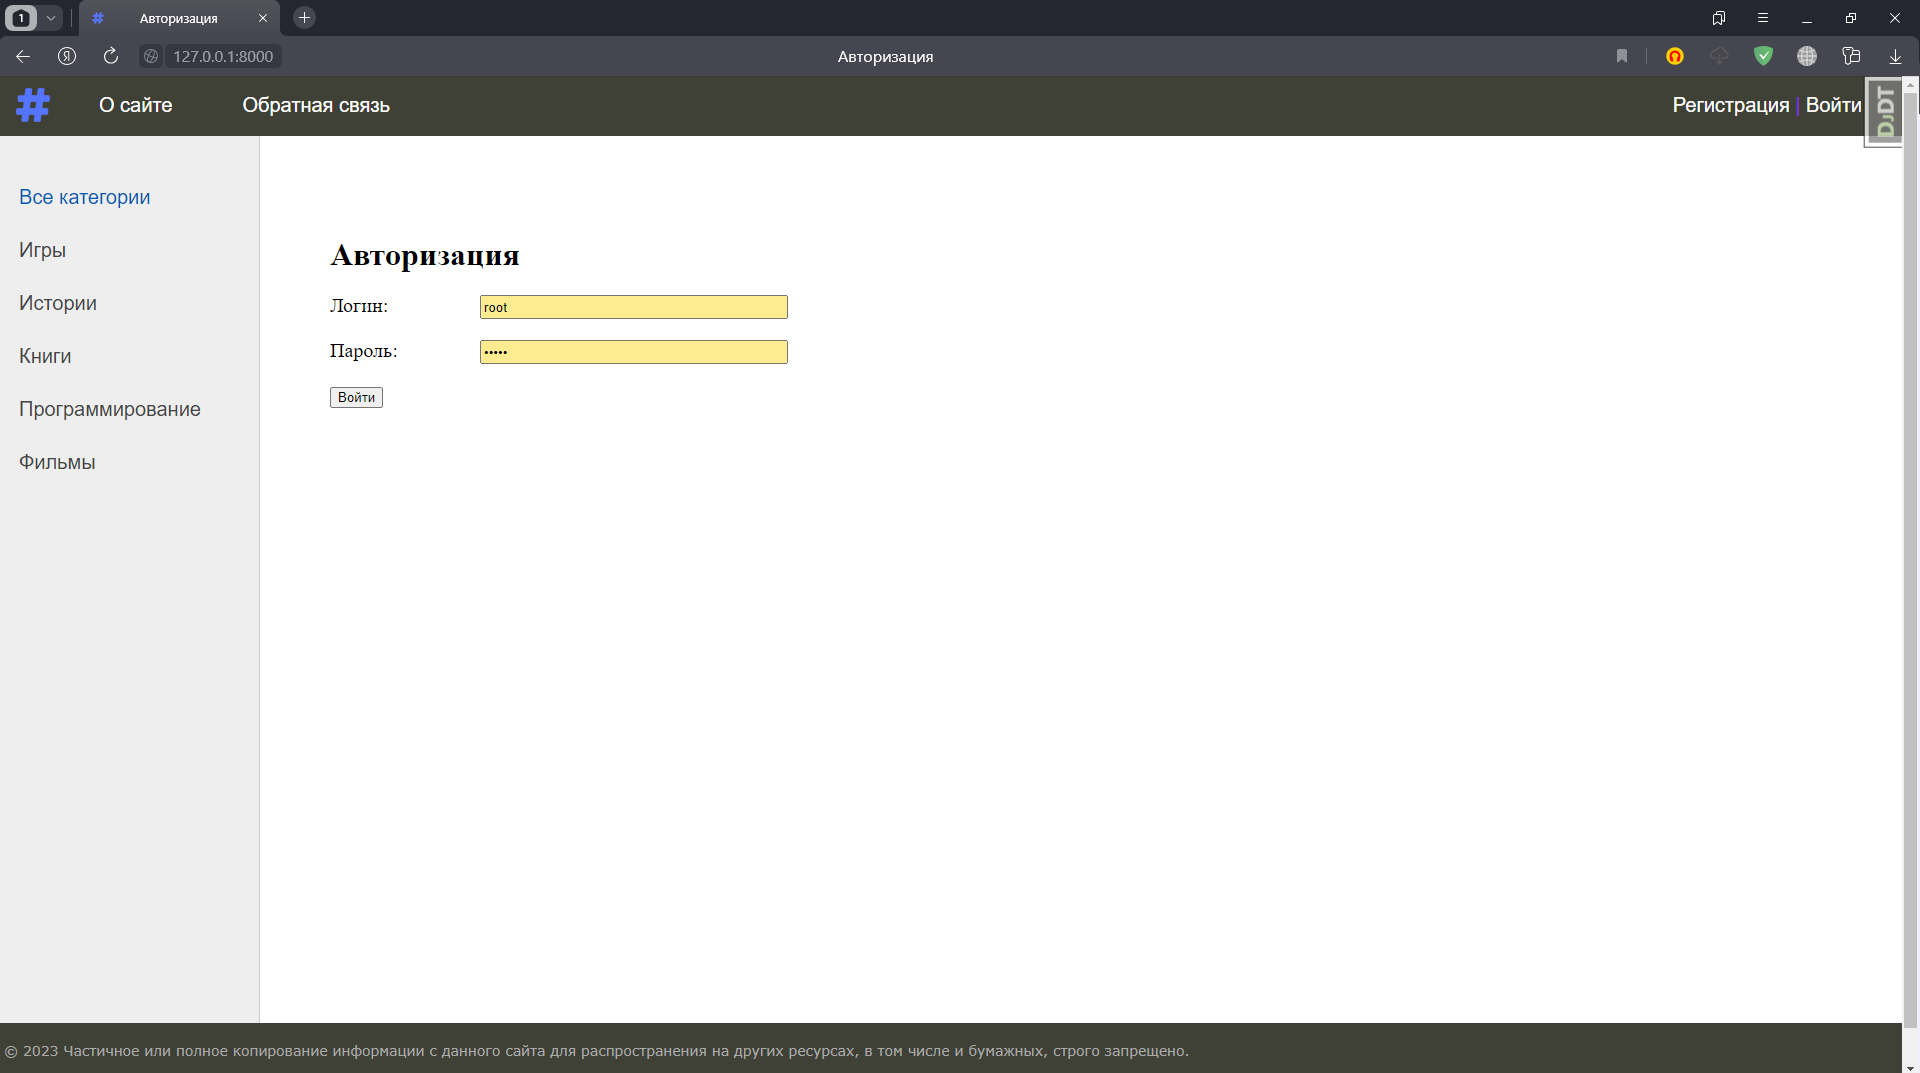 1
Авторизация
Я
127.0.0.1:8000
Авторизация
#
О сайте
Обратная связь
Регистрация | Войти
DjDT
Все категории
Игры
Истории
Книги
Программирование
Фильмы
Авторизация
Логин: root
Пароль: •••••
Войти
© 2023 Частичное или полное копирование информации с данного сайта для распространения на других ресурсах, в том числе и бумажных, строго запрещено.